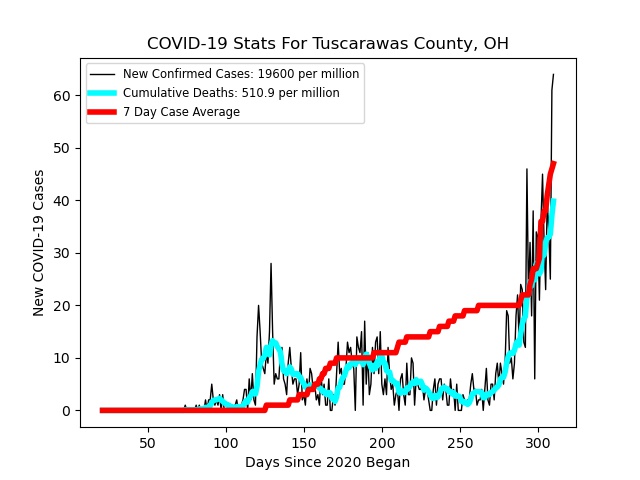 COVID-19 Stats For Tuscarawas County, OH
New Confirmed Cases: 19600 per million
Cumulative Deaths: 510.9 per million
7 Day Case Average
New COVID-19 Cases
60
50
40
30
20
10
0
50 100 150 200 250 300
Days Since 2020 Began